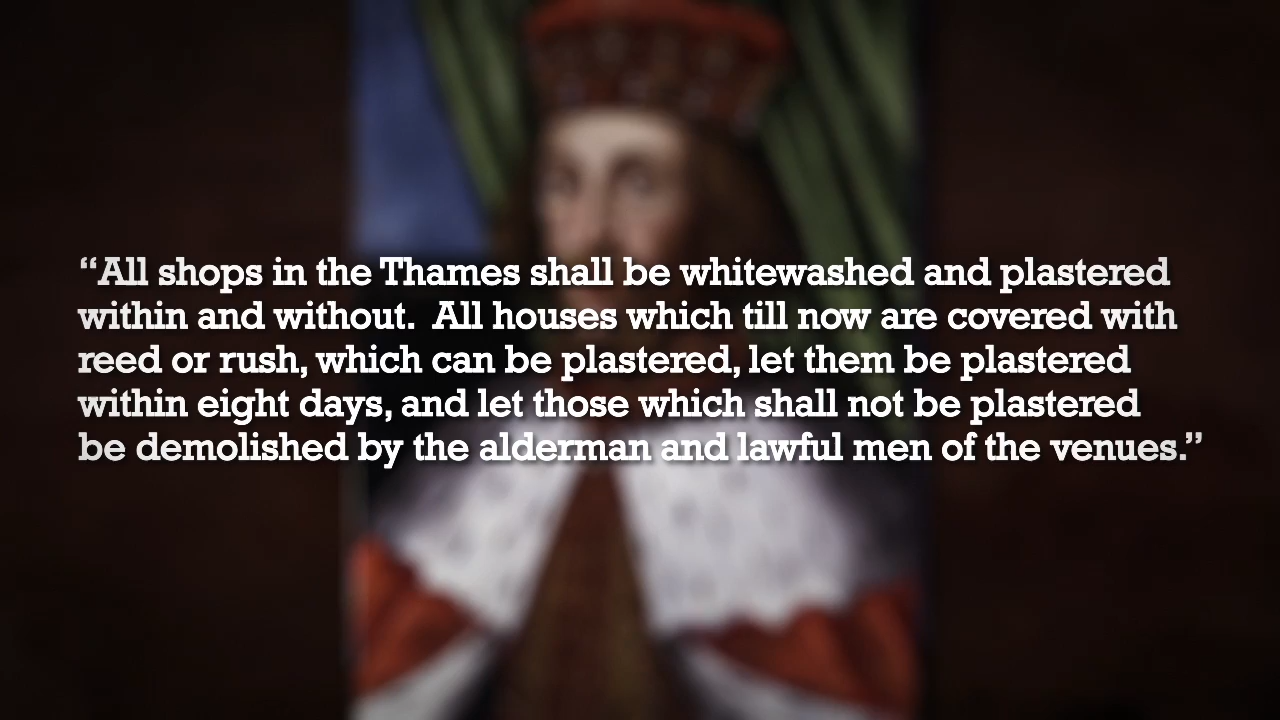 “All shops in the Thames shall be whitewashed and plastered
within and without.  All houses which till now are covered with
reed or rush, which can be plastered, let them be plastered
within eight days, and let those which shall not be plastered
be demolished by the alderman and lawful men of the venues.”